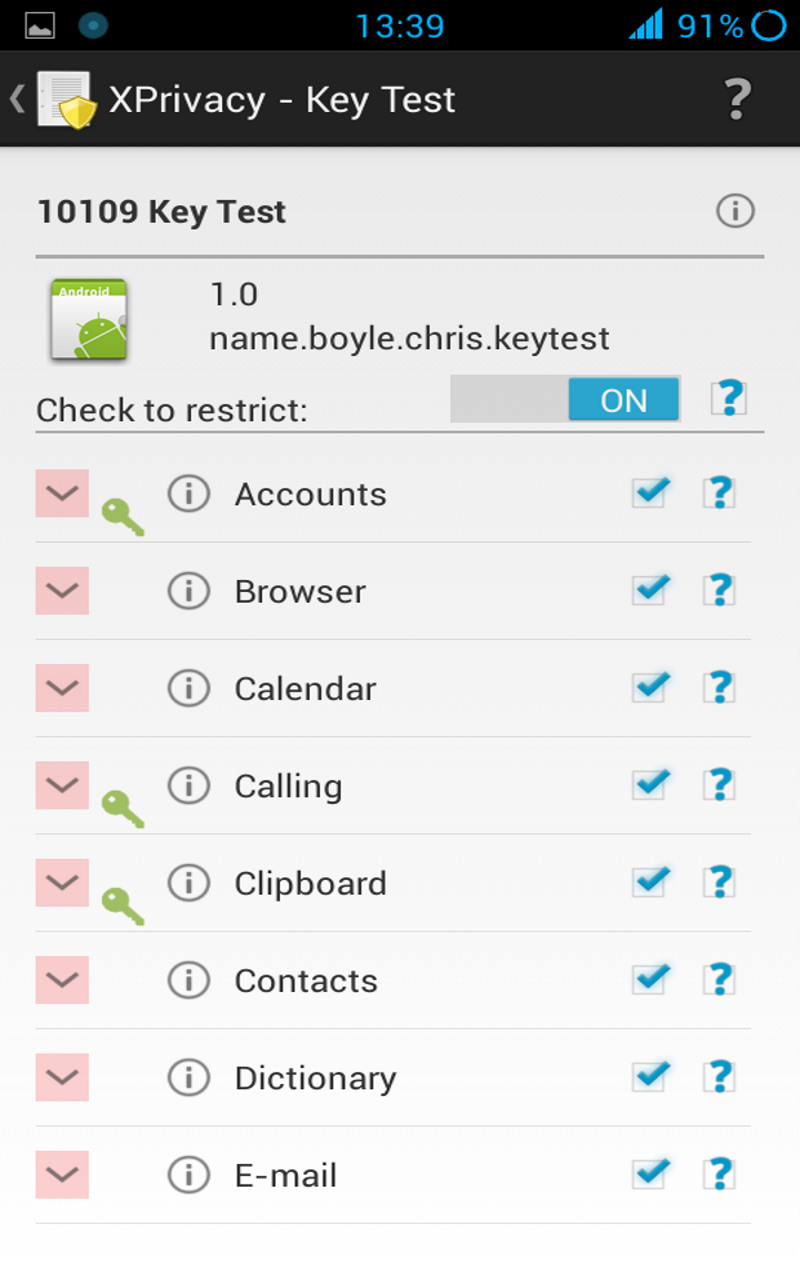 13:39 91%
XPrivacy - Key Test ?
10109 Key Test
Android
1.0
name.boyle.chris.keytest
Check to restrict: ON ?
Accounts ?
Browser ?
Calendar ?
Calling ?
Clipboard ?
Contacts ?
Dictionary ?
E-mail ?